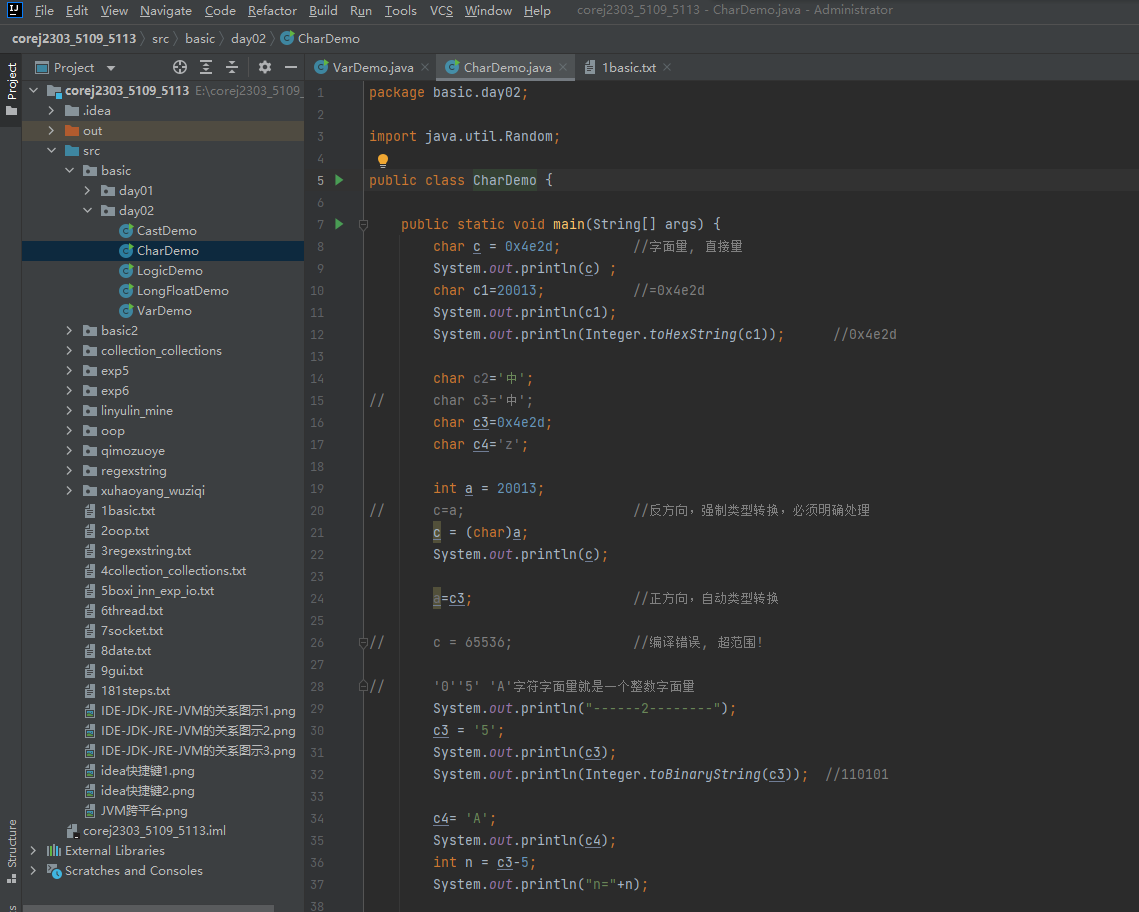 File Edit View Navigate Code Refactor Build Run Tools VCS Window Help corej2303_5109_5113 - CharDemo.java - Administrator
corej2303_5109_5113 src basic day02 CharDemo
Project
Project
VarDemo.java CharDemo.java 1basic.txt
corej2303_5109_5113 E:\corej2303_5109_
.idea
out
src
basic
day01
day02
CastDemo
CharDemo
LogicDemo
LongFloatDemo
VarDemo
basic2
collection_collections
exp5
exp6
linyulin_mine
oop
qimozuoye
regexstring
xuhaoyang_wuziqi
1basic.txt
2oop.txt
3regexstring.txt
4collection_collections.txt
5boxi_inn_exp_io.txt
6thread.txt
7socket.txt
8date.txt
9gui.txt
181steps.txt
IDE-JDK-JRE-JVM的关系图示1.png
IDE-JDK-JRE-JVM的关系图示2.png
IDE-JDK-JRE-JVM的关系图示3.png
idea快捷键1.png
idea快捷键2.png
JVM跨平台.png
corej2303_5109_5113.iml
External Libraries
Scratches and Consoles
Structure
1 package basic.day02;
2
3 import java.util.Random;
4
5 public class CharDemo {
6
7 public static void main(String[] args) {
8 char c = 0x4e2d; //字面量, 直接量
9 System.out.println(c) ;
10 char c1=20013; //=0x4e2d
11 System.out.println(c1);
12 System.out.println(Integer.toHexString(c1)); //0x4e2d
13
14 char c2='中';
15 // char c3='中';
16 char c3=0x4e2d;
17 char c4='z';
18
19 int a = 20013;
20 // c=a; //反方向，强制类型转换，必须明确处理
21 c = (char)a;
22 System.out.println(c);
23
24 a=c3; //正方向，自动类型转换
25
26 // c = 65536; //编译错误, 超范围!
27
28 // '0''5' 'A'字符字面量就是一个整数字面量
29 System.out.println("------2--------");
30 c3 = '5';
31 System.out.println(c3);
32 System.out.println(Integer.toBinaryString(c3)); //110101
33
34 c4= 'A';
35 System.out.println(c4);
36 int n = c3-5;
37 System.out.println("n="+n);
38